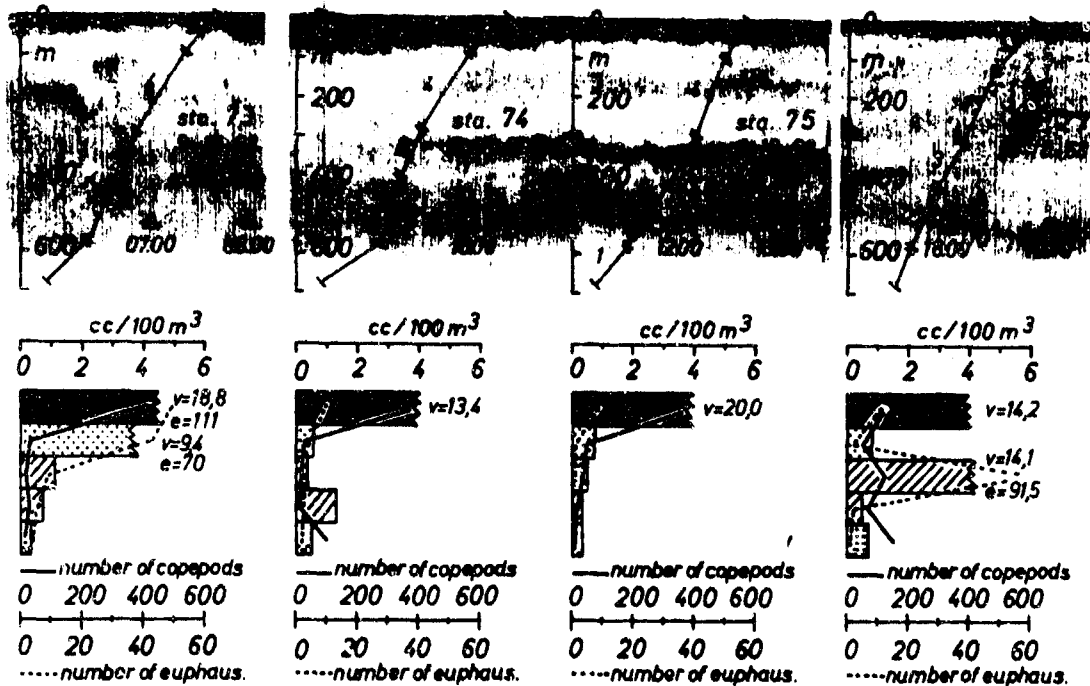 0
m
sta. 73
600
07.00
08.00
m
200
sta. 74
600
m
200
sta. 75
12.00
0
m
200
600
cc/100 m³
0 2 4 6
v=18,8
e=111
v=9,4
e=70
number of copepods
0 200 400 600
0 20 40 60
number of euphaus.
cc/100 m³
0 2 4 6
v=13,4
number of copepods
0 200 400 600
0 20 40 60
number of euphaus.
cc/100 m³
0 2 4 6
v=20,0
number of copepods
0 200 400 600
0 20 40 60
number of euphaus.
cc/100 m³
0 2 4 6
v=14,2
v=14,1
e=91,5
number of copepods
0 200 400 600
0 20 40 60
number of euphaus.